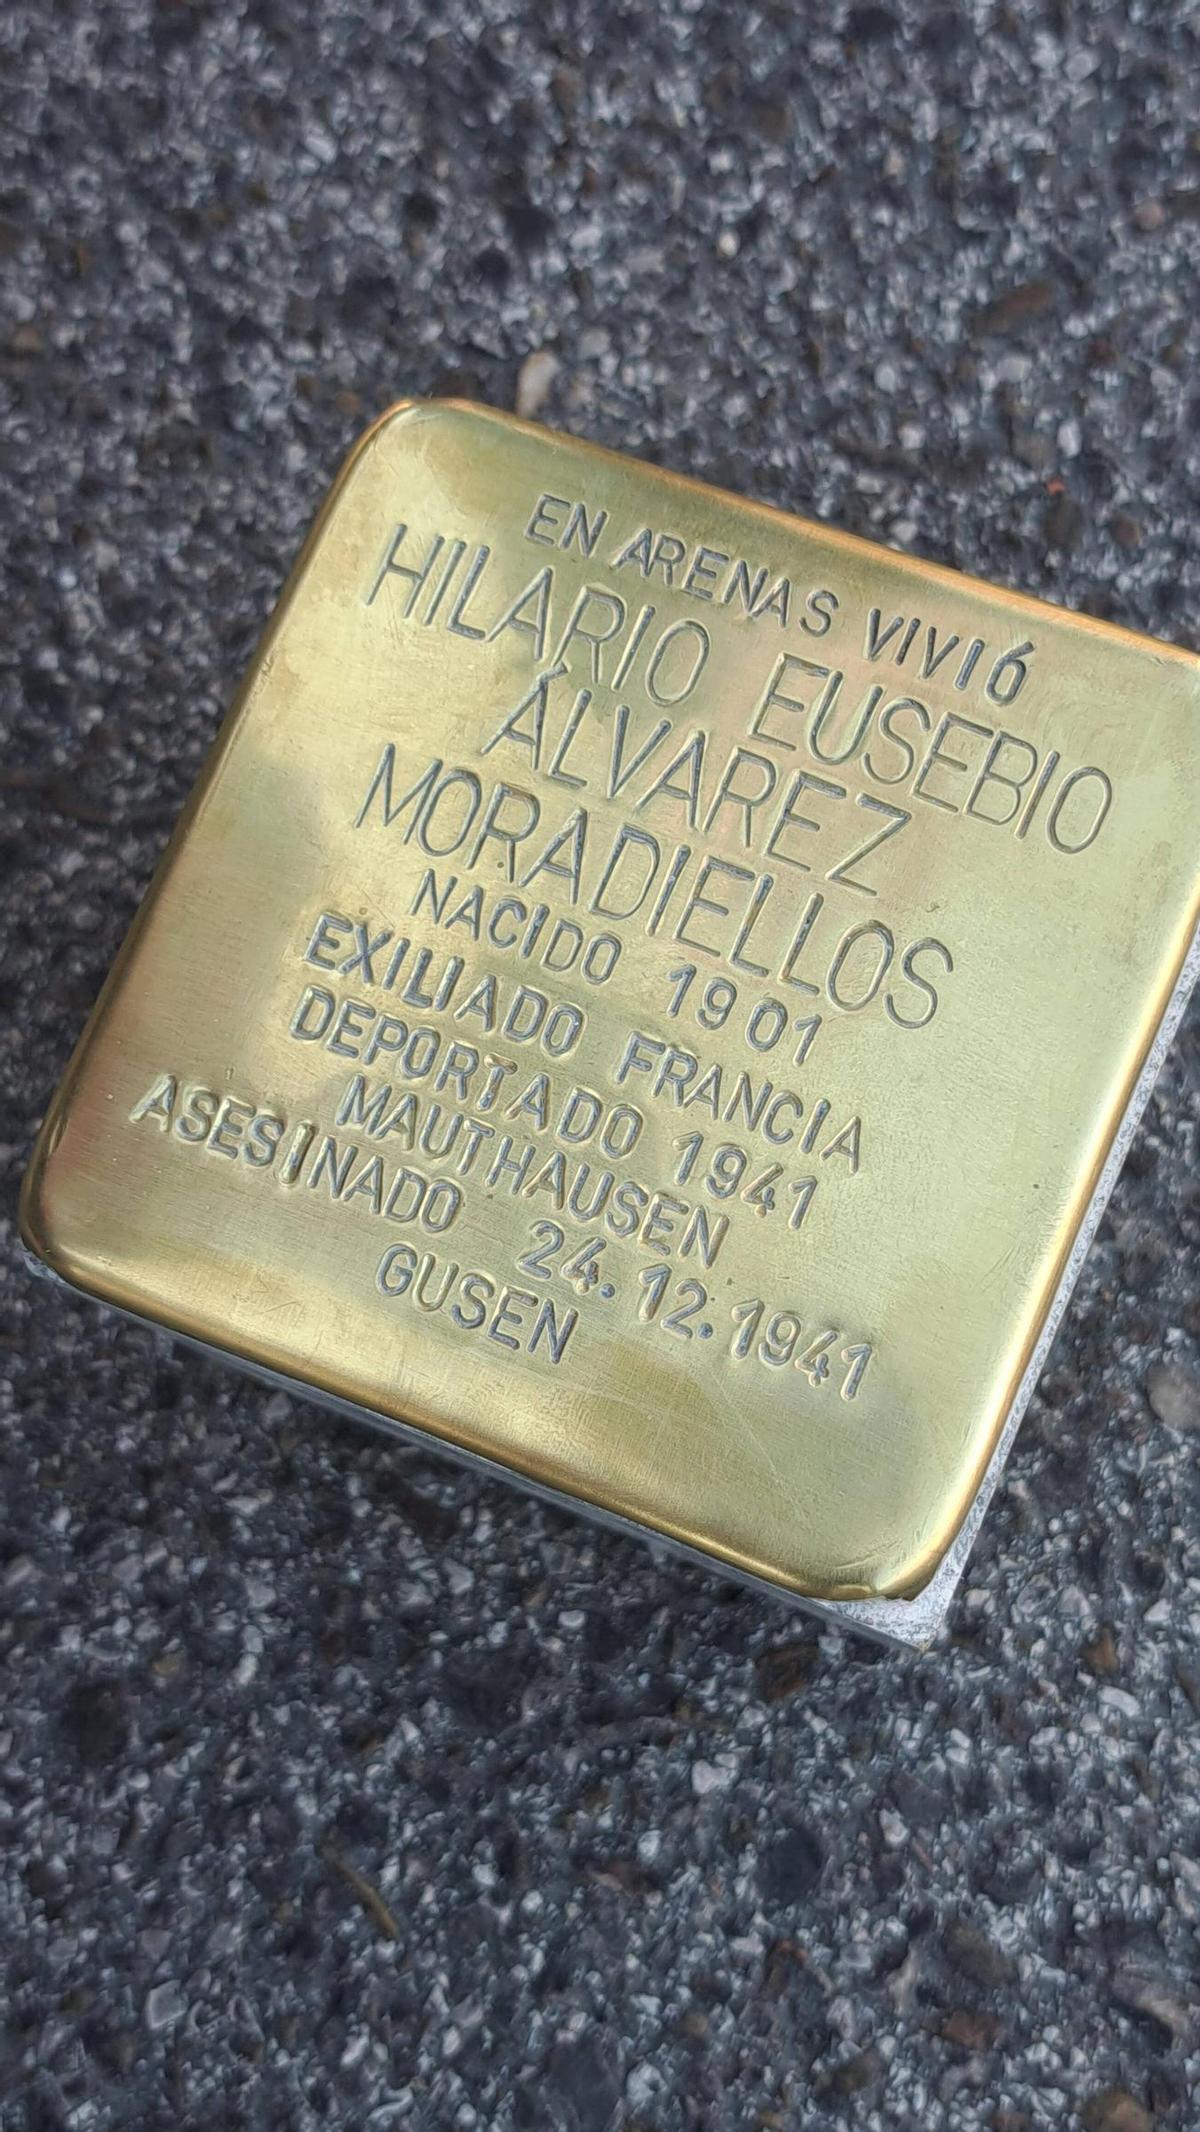 EN ARENAS VIVIÓ
HILARIO EUSEBIO
ÁLVAREZ
MORADIELLOS
NACIDO 1901
EXILIADO FRANCIA
DEPORTADO 1941
MAUTHAUSEN
ASESINADO 24.12.1941
GUSEN